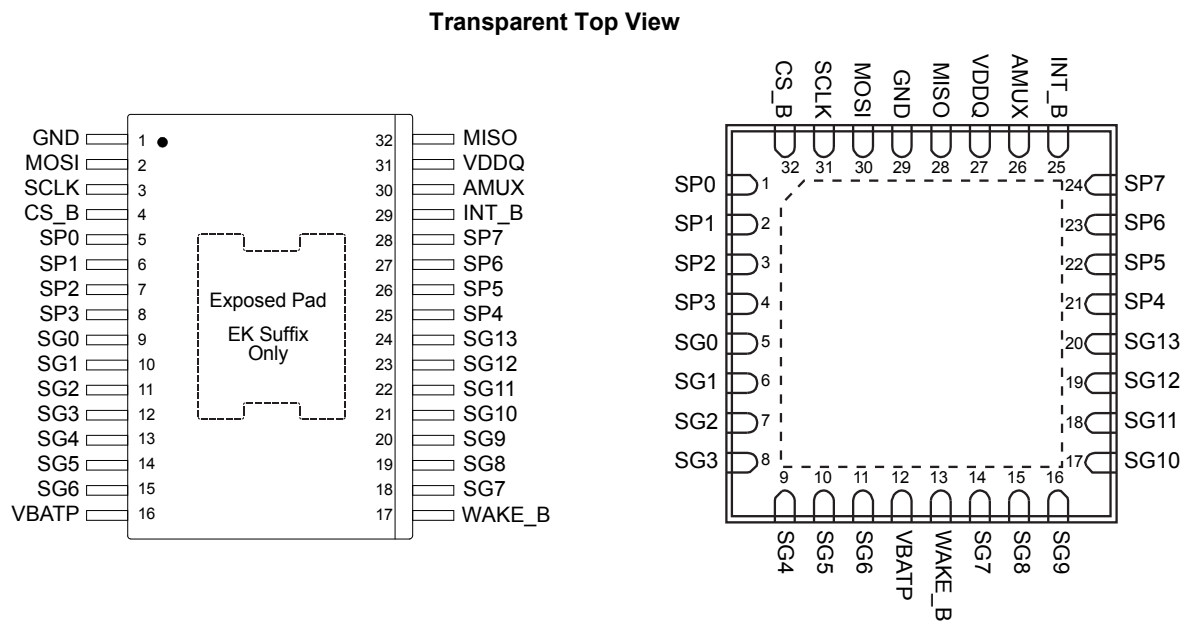 Transparent Top View
GND 1 32 MISO
MOSI 2 31 VDDQ
SCLK 3 30 AMUX
CS_B 4 29 INT_B
SP0 5 28 SP7
SP1 6 27 SP6
SP2 7 26 SP5
SP3 8 25 SP4
SG0 9 24 SG13
SG1 10 23 SG12
SG2 11 22 SG11
SG3 12 21 SG10
SG4 13 20 SG9
SG5 14 19 SG8
SG6 15 18 SG7
VBATP 16 17 WAKE_B
Exposed Pad
EK Suffix
Only
CS_B SCLK MOSI GND MISO VDDQ AMUX INT_B
32 31 30 29 28 27 26 25
SP0 1 24 SP7
SP1 2 23 SP6
SP2 3 22 SP5
SP3 4 21 SP4
SG0 5 20 SG13
SG1 6 19 SG12
SG2 7 18 SG11
SG3 8 17 SG10
9 10 11 12 13 14 15 16
SG4 SG5 SG6 VBATP WAKE_B SG7 SG8 SG9